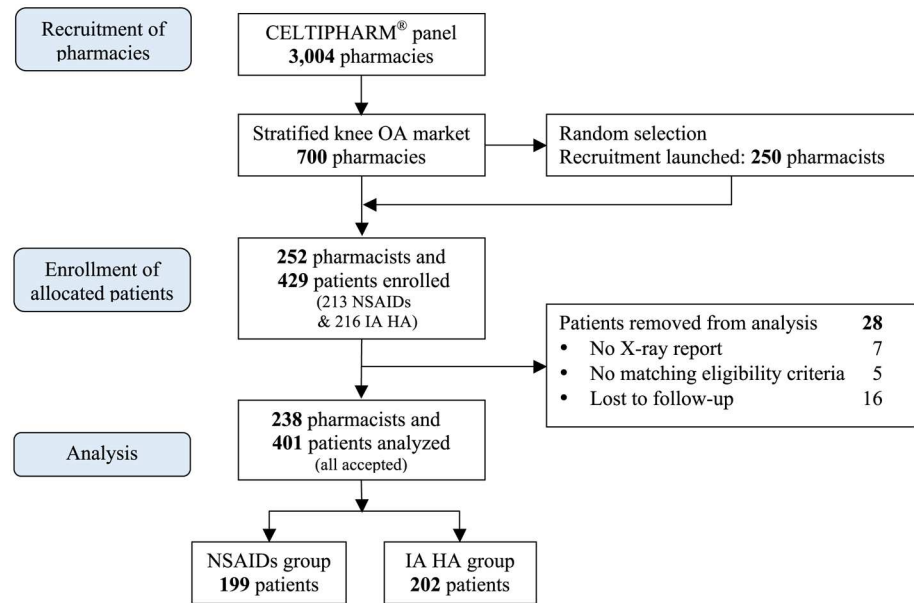 Recruitment of
pharmacies
CELTIPHARM® panel
3,004 pharmacies
Stratified knee OA market
700 pharmacies
Random selection
Recruitment launched: 250 pharmacists
Enrollment of
allocated patients
252 pharmacists and
429 patients enrolled
(213 NSAIDs
& 216 IA HA)
Patients removed from analysis 28
• No X-ray report 7
• No matching eligibility criteria 5
• Lost to follow-up 16
Analysis
238 pharmacists and
401 patients analyzed
(all accepted)
NSAIDs group
199 patients
IA HA group
202 patients